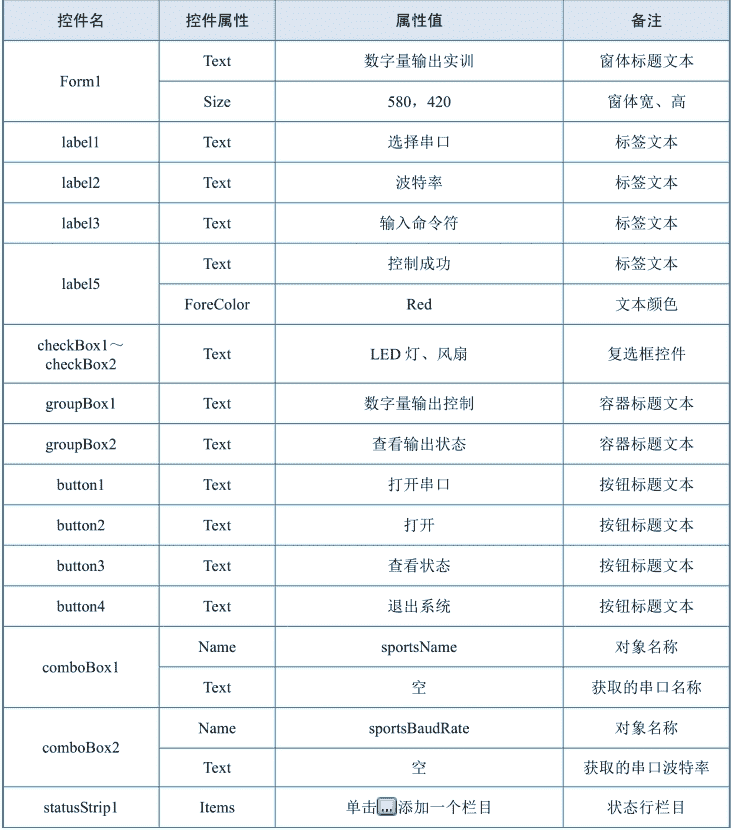 控件名 控件属性 属性值 备注
Form1 Text 数字量输出实训 窗体标题文本
Size 580，420 窗体宽、高
label1 Text 选择串口 标签文本
label2 Text 波特率 标签文本
label3 Text 输入命令符 标签文本
label5 Text 控制成功 标签文本
ForeColor Red 文本颜色
checkBox1～
checkBox2 Text LED 灯、风扇 复选框控件
groupBox1 Text 数字量输出控制 容器标题文本
groupBox2 Text 查看输出状态 容器标题文本
button1 Text 打开串口 按钮标题文本
button2 Text 打开 按钮标题文本
button3 Text 查看状态 按钮标题文本
button4 Text 退出系统 按钮标题文本
comboBox1 Name sportsName 对象名称
Text 空 获取的串口名称
comboBox2 Name sportsBaudRate 对象名称
Text 空 获取的串口波特率
statusStrip1 Items 单击...添加一个栏目 状态行栏目